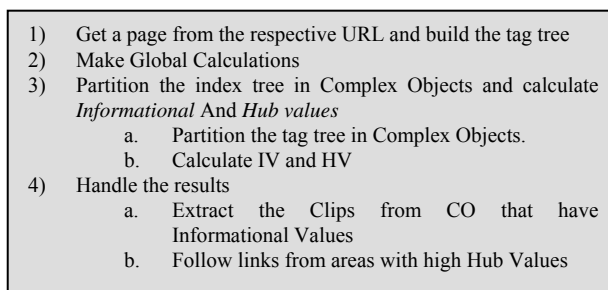 1) Get a page from the respective URL and build the tag tree
2) Make Global Calculations
3) Partition the index tree in Complex Objects and calculate
Informational And Hub values
a. Partition the tag tree in Complex Objects.
b. Calculate IV and HV
4) Handle the results
a. Extract the Clips from CO that have
Informational Values
b. Follow links from areas with high Hub Values